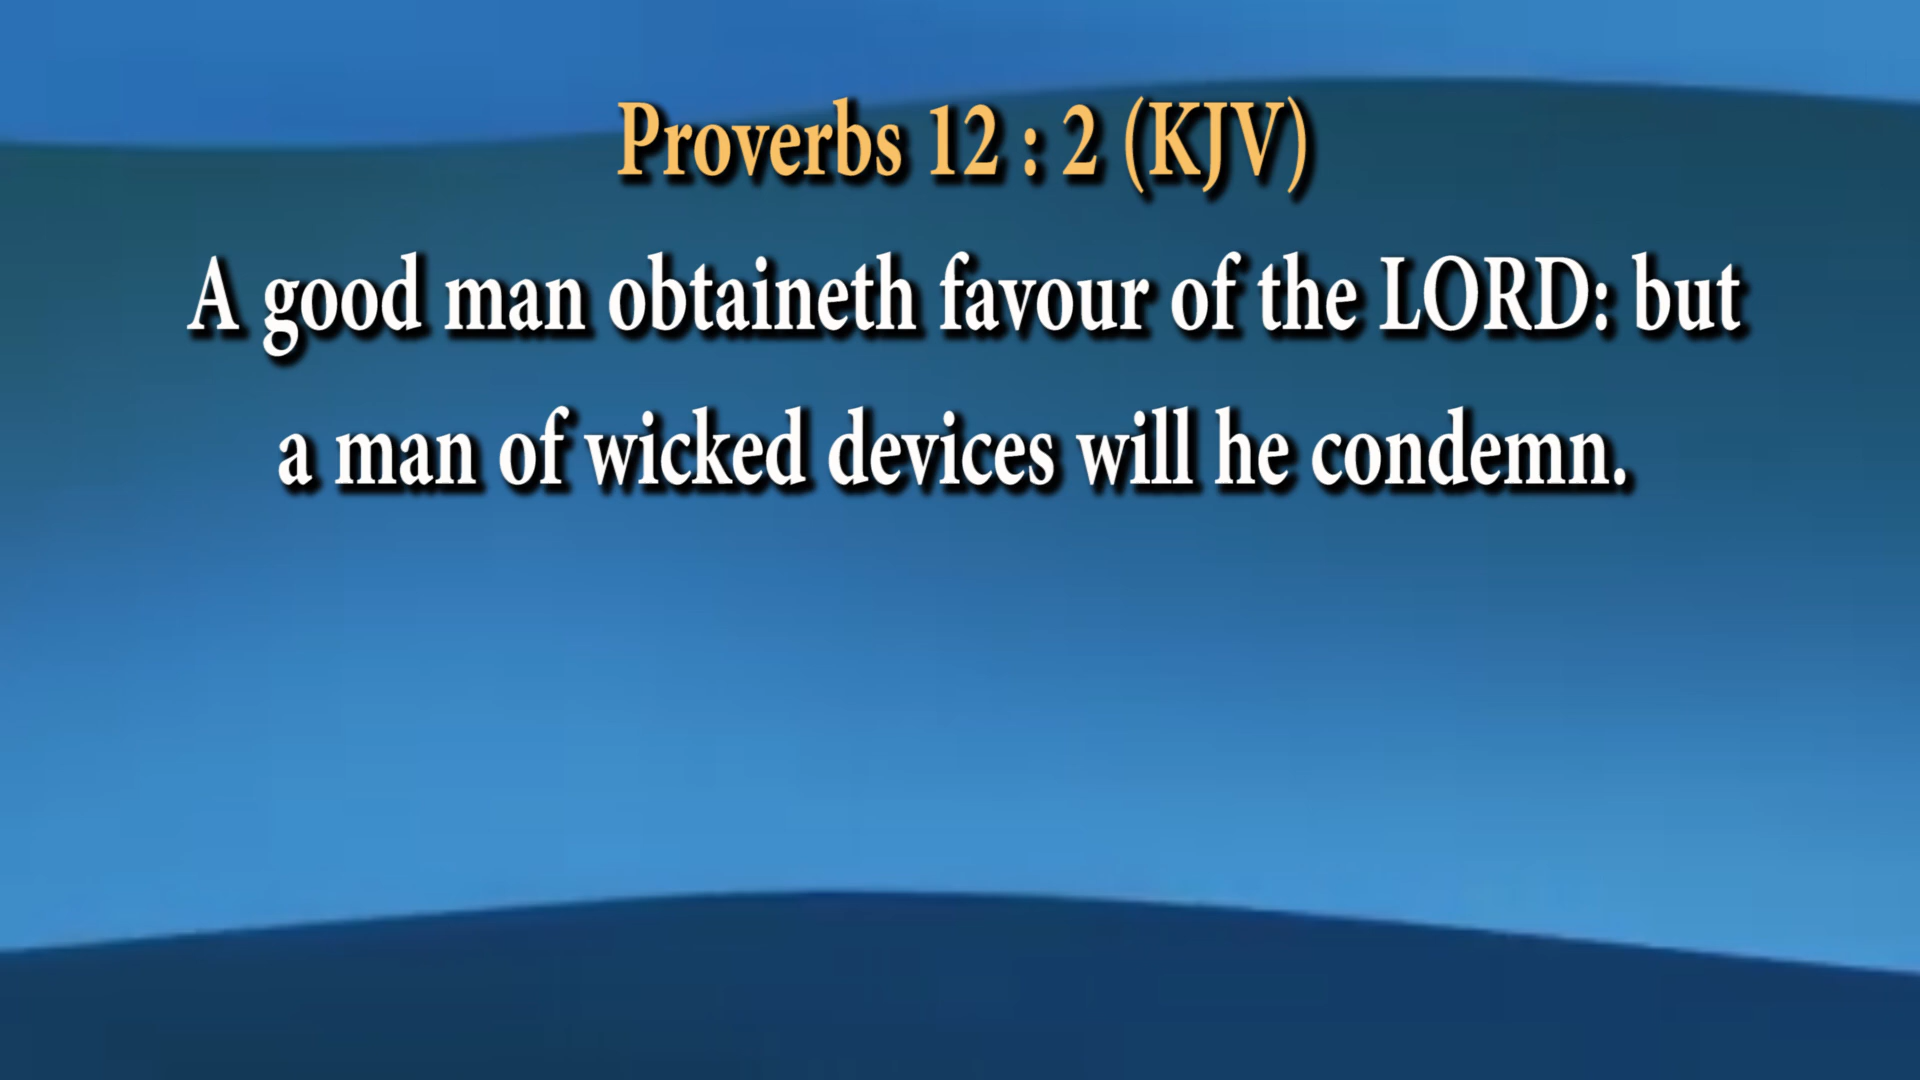 Proverbs 12 : 2 (KJV)
A good man obtaineth favour of the LORD: but
a man of wicked devices will he condemn.